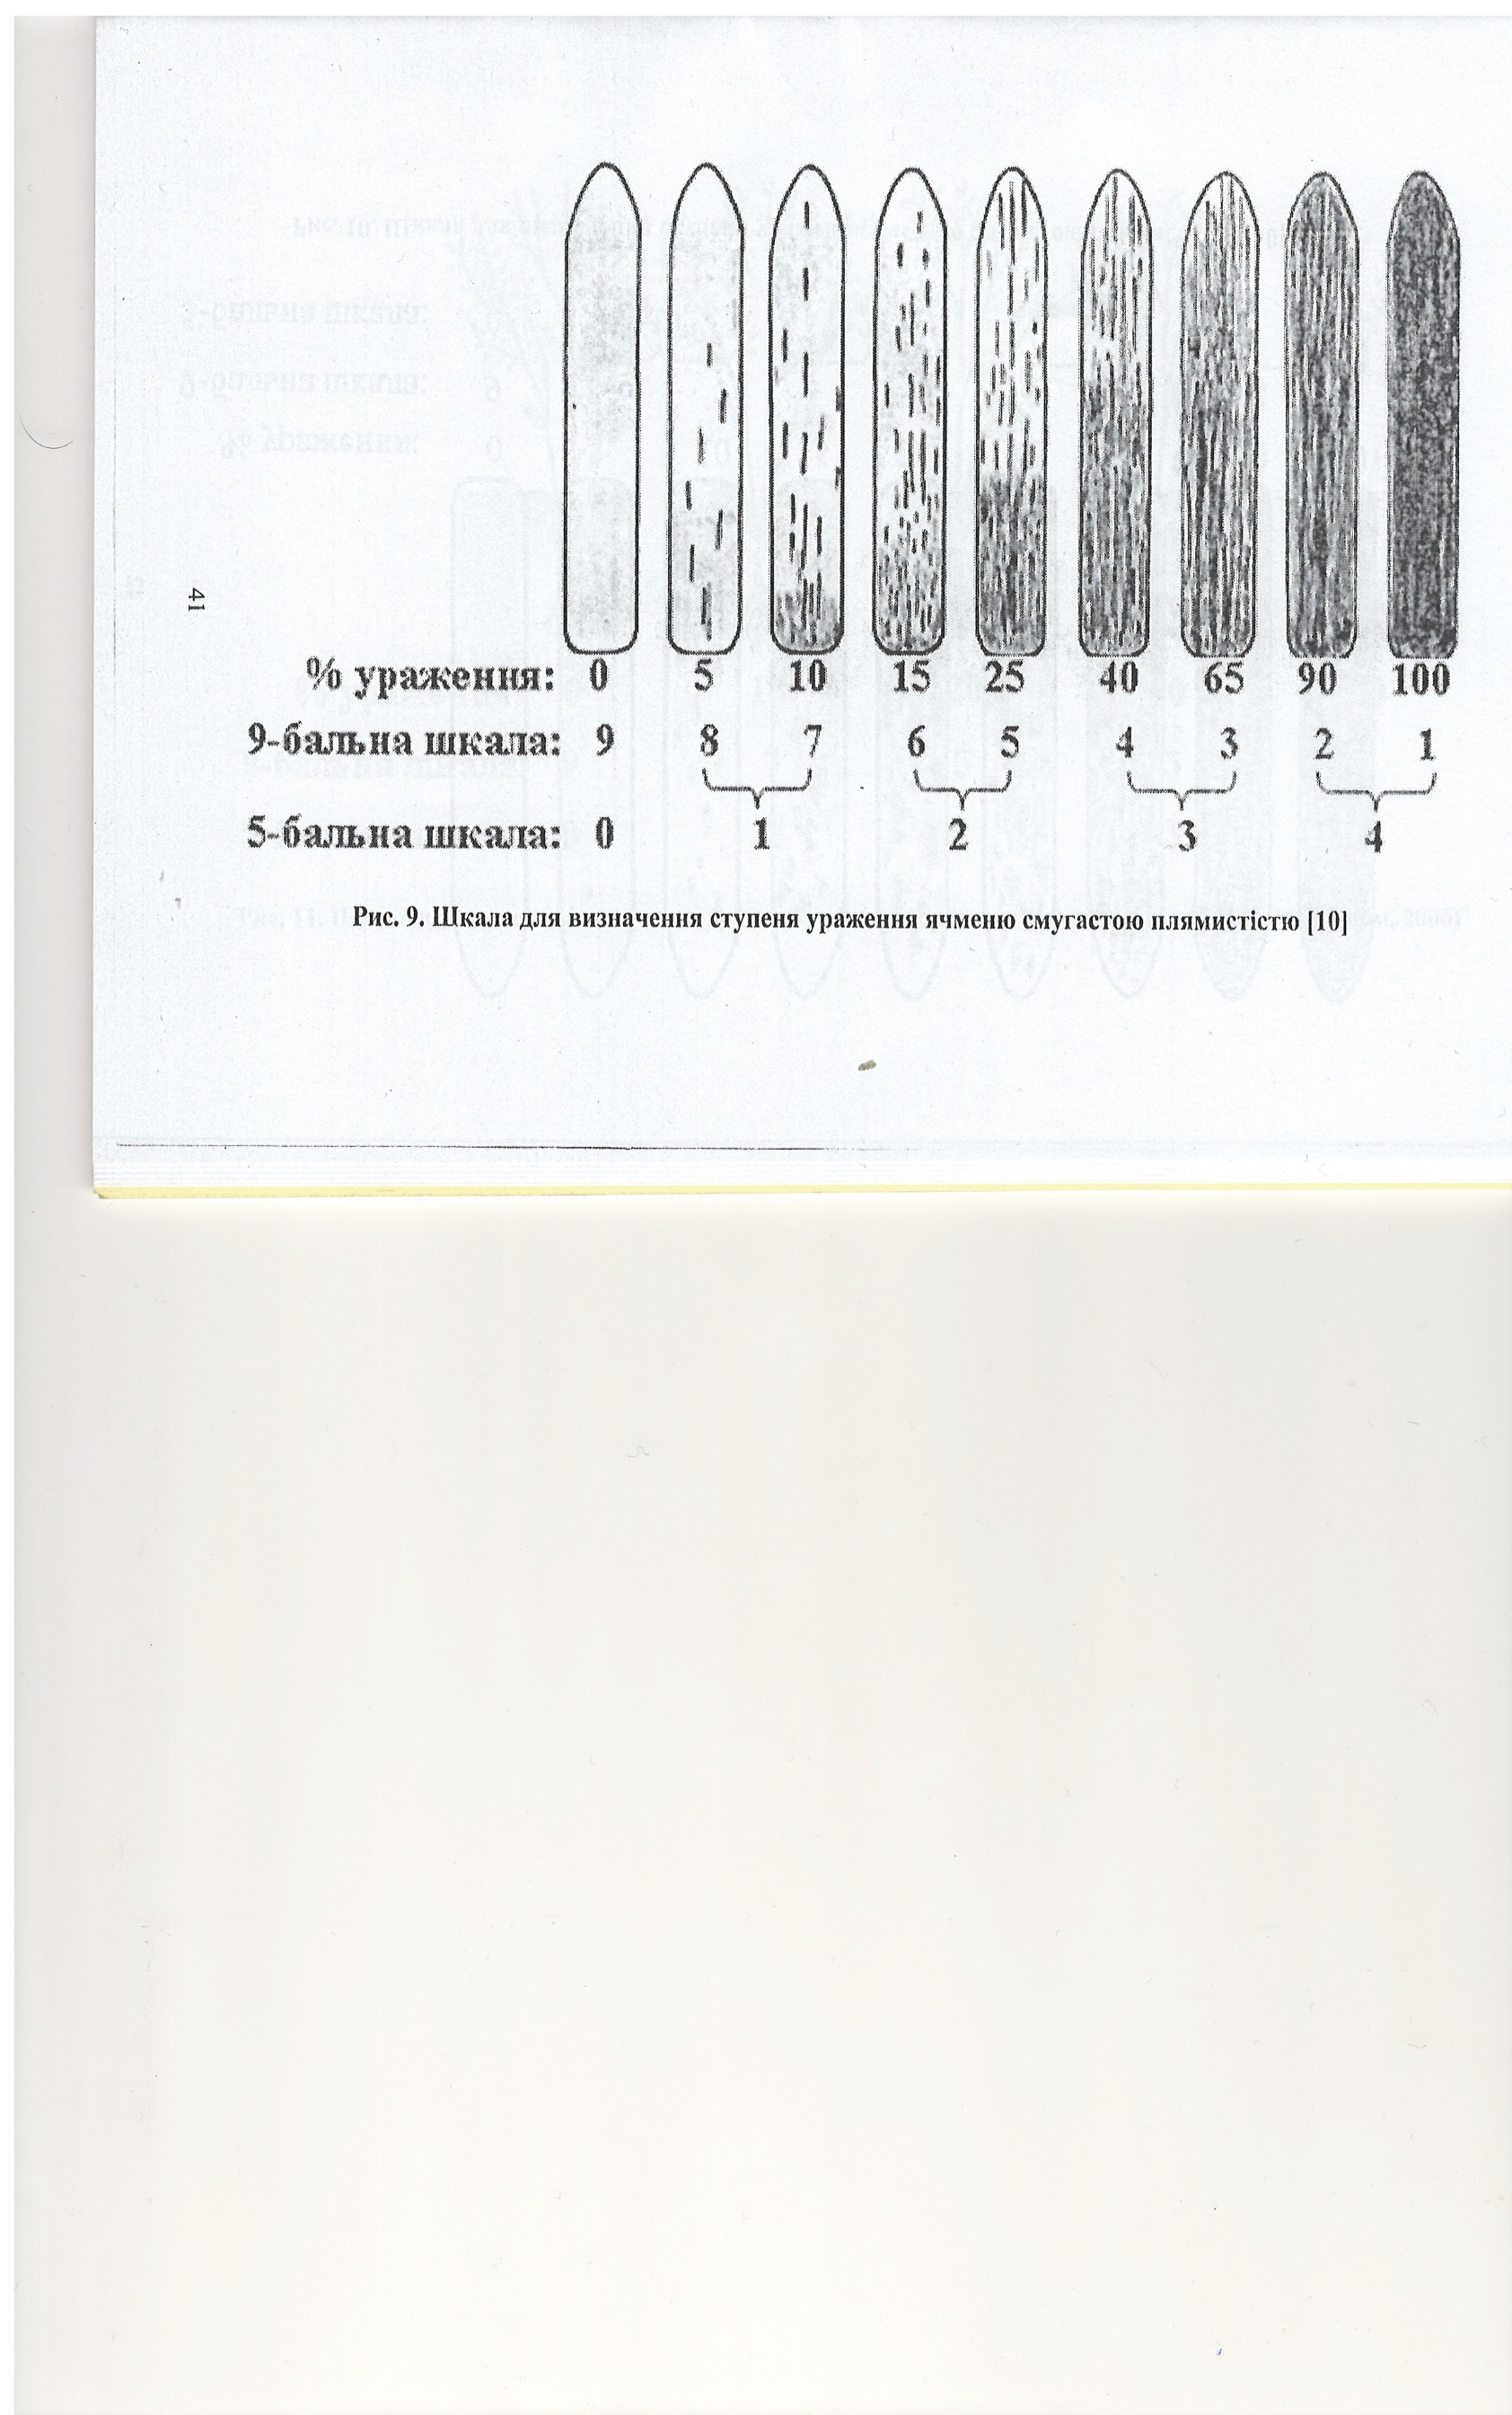 41
% ураження: 0 5 10 15 25 40 65 90 100
9-бальна шкала: 9 8 7 6 5 4 3 2 1
5-бальна шкала: 0 1 2 3 4
Рис. 9. Шкала для визначення ступеня ураження ячменю смугастою плямистістю [10]